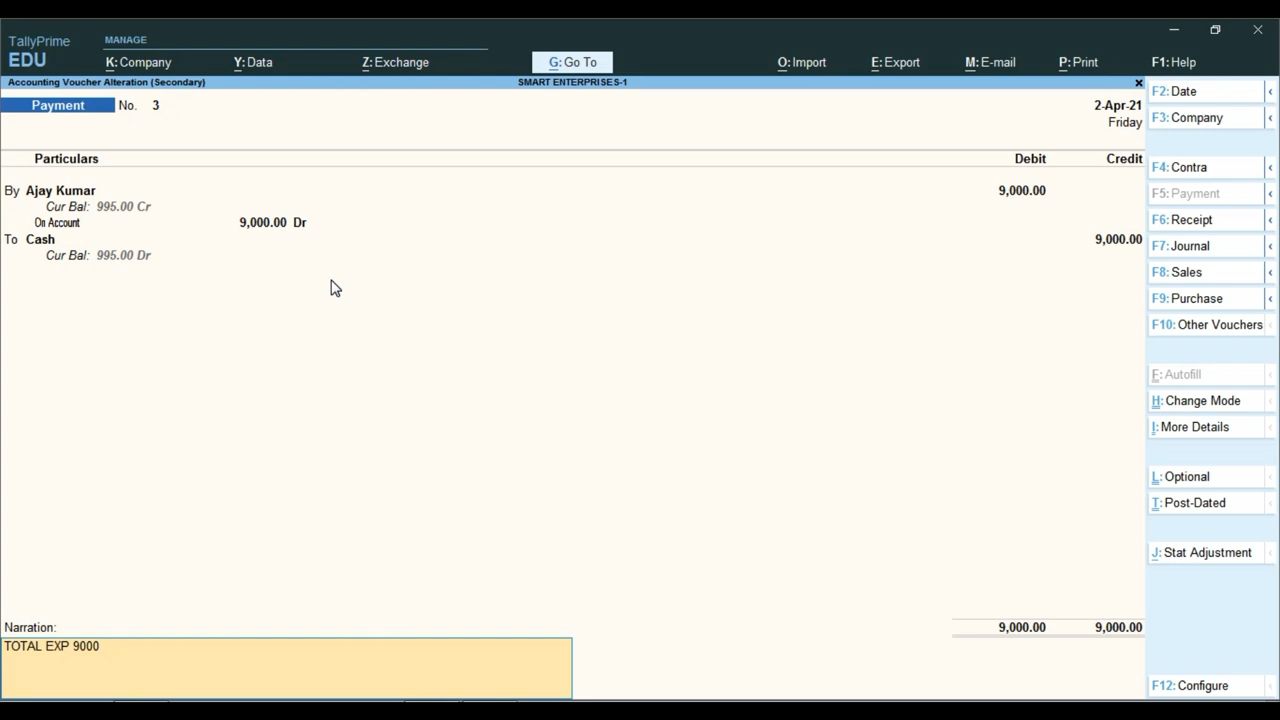 TallyPrime
EDU
MANAGE
K: Company
Y: Data
Z: Exchange
G: Go To
O: Import
E: Export
M: E-mail
P: Print
F1: Help
Accounting Voucher Alteration (Secondary)
SMART ENTERPRISES-1
Payment No. 3
2-Apr-21
Friday
Particulars Debit Credit
By Ajay Kumar 9,000.00
Cur Bal: 995.00 Cr
On Account 9,000.00 Dr
To Cash 9,000.00
Cur Bal: 995.00 Dr
Narration: 9,000.00 9,000.00
TOTAL EXP 9000
F2: Date
F3: Company
F4: Contra
F5: Payment
F6: Receipt
F7: Journal
F8: Sales
F9: Purchase
F10: Other Vouchers
F: Autofill
H: Change Mode
I: More Details
L: Optional
T: Post-Dated
J: Stat Adjustment
F12: Configure